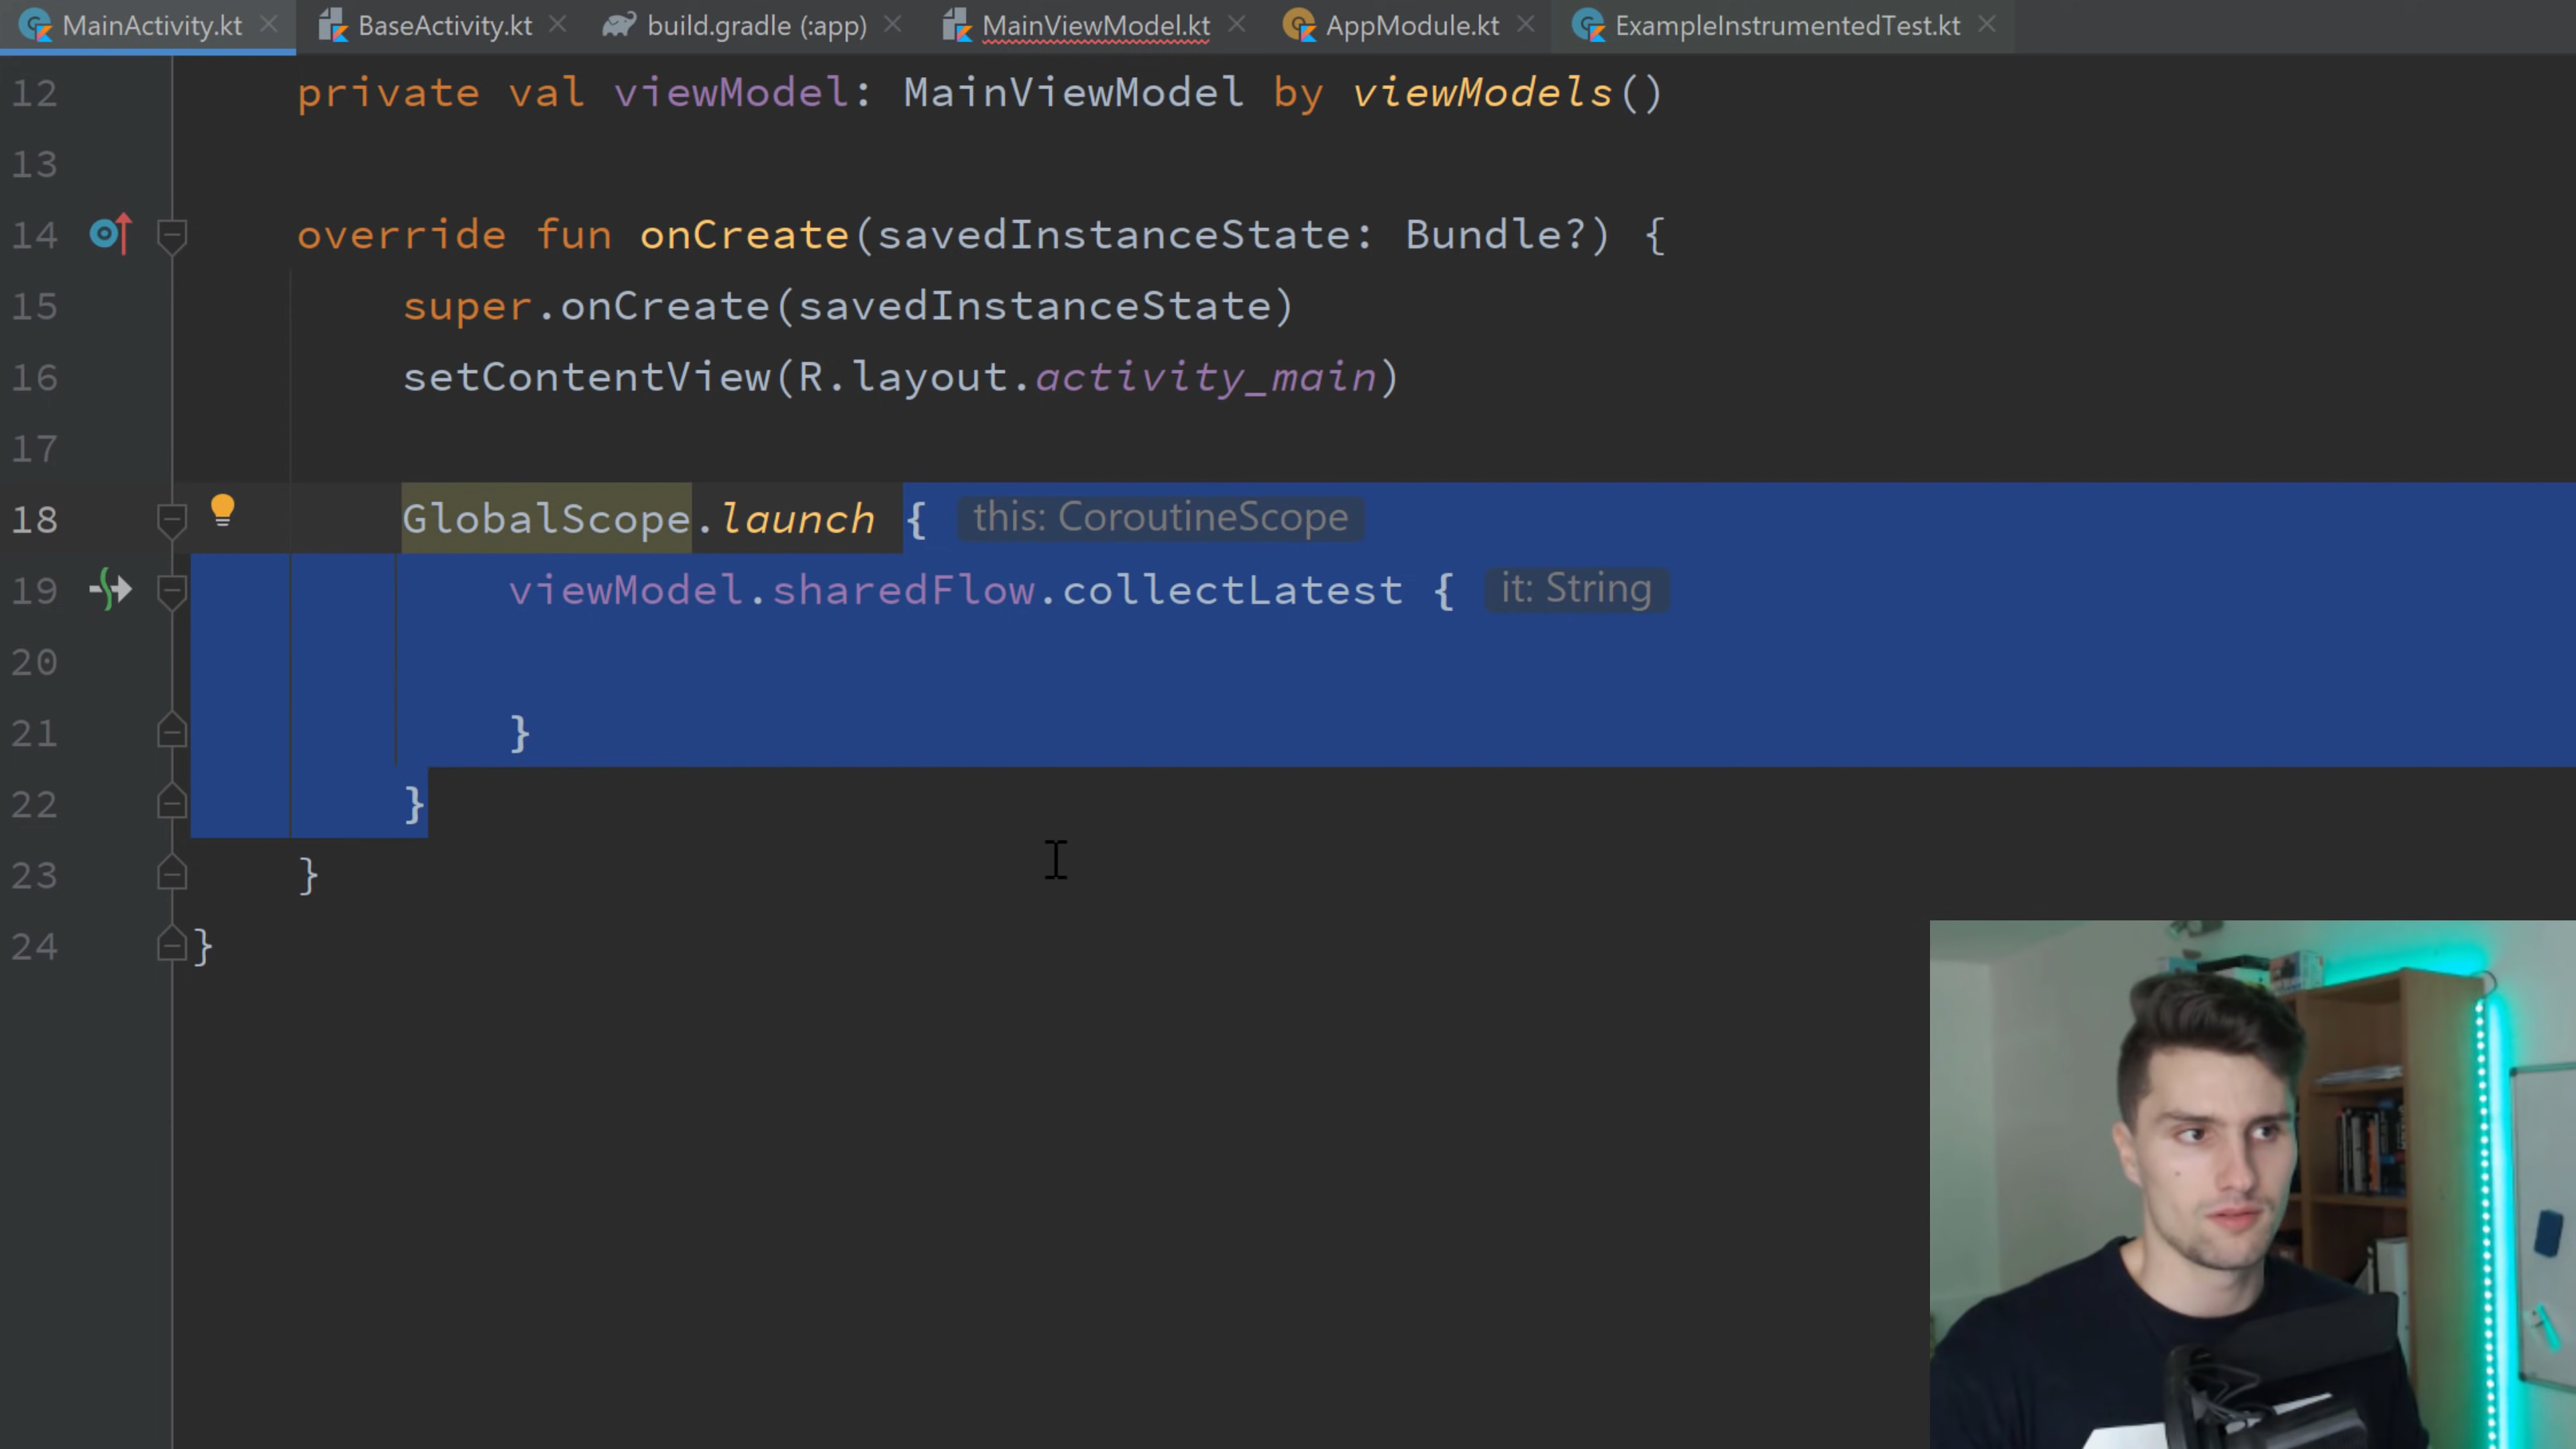 MainActivity.kt BaseActivity.kt build.gradle (:app) MainViewModel.kt AppModule.kt ExampleInstrumentedTest.kt
12 private val viewModel: MainViewModel by viewModels()
13
14 override fun onCreate(savedInstanceState: Bundle?) {
15 super.onCreate(savedInstanceState)
16 setContentView(R.layout.activity_main)
17
18 GlobalScope.launch { this: CoroutineScope
19 viewModel.sharedFlow.collectLatest { it: String
20
21 }
22 }
23 }
24 }